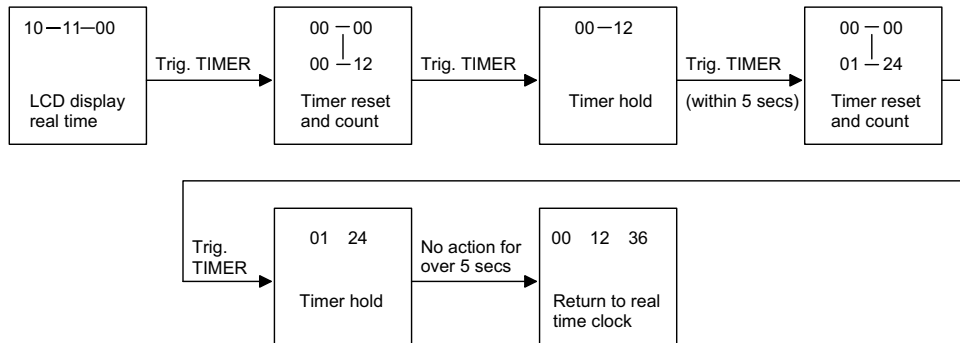 10—11—00
LCD display
real time
Trig. TIMER
00—00
00—12
Timer reset
and count
Trig. TIMER
00—12
Timer hold
Trig. TIMER
(within 5 secs)
00—00
01—24
Timer reset
and count
Trig.
TIMER
01 24
Timer hold
No action for
over 5 secs
00 12 36
Return to real
time clock